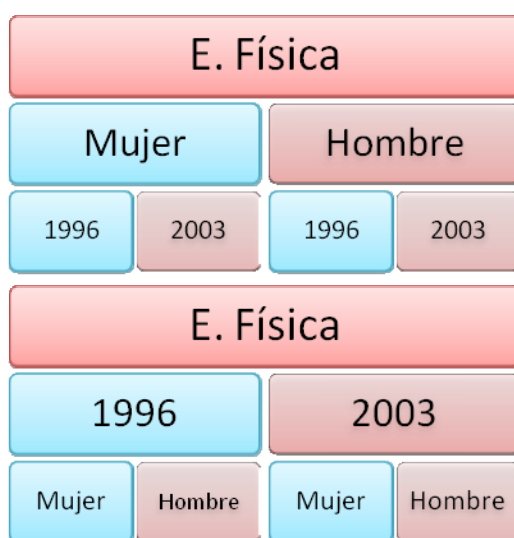 E. Física
Mujer Hombre
1996 2003 1996 2003
E. Física
1996 2003
Mujer Hombre Mujer Hombre